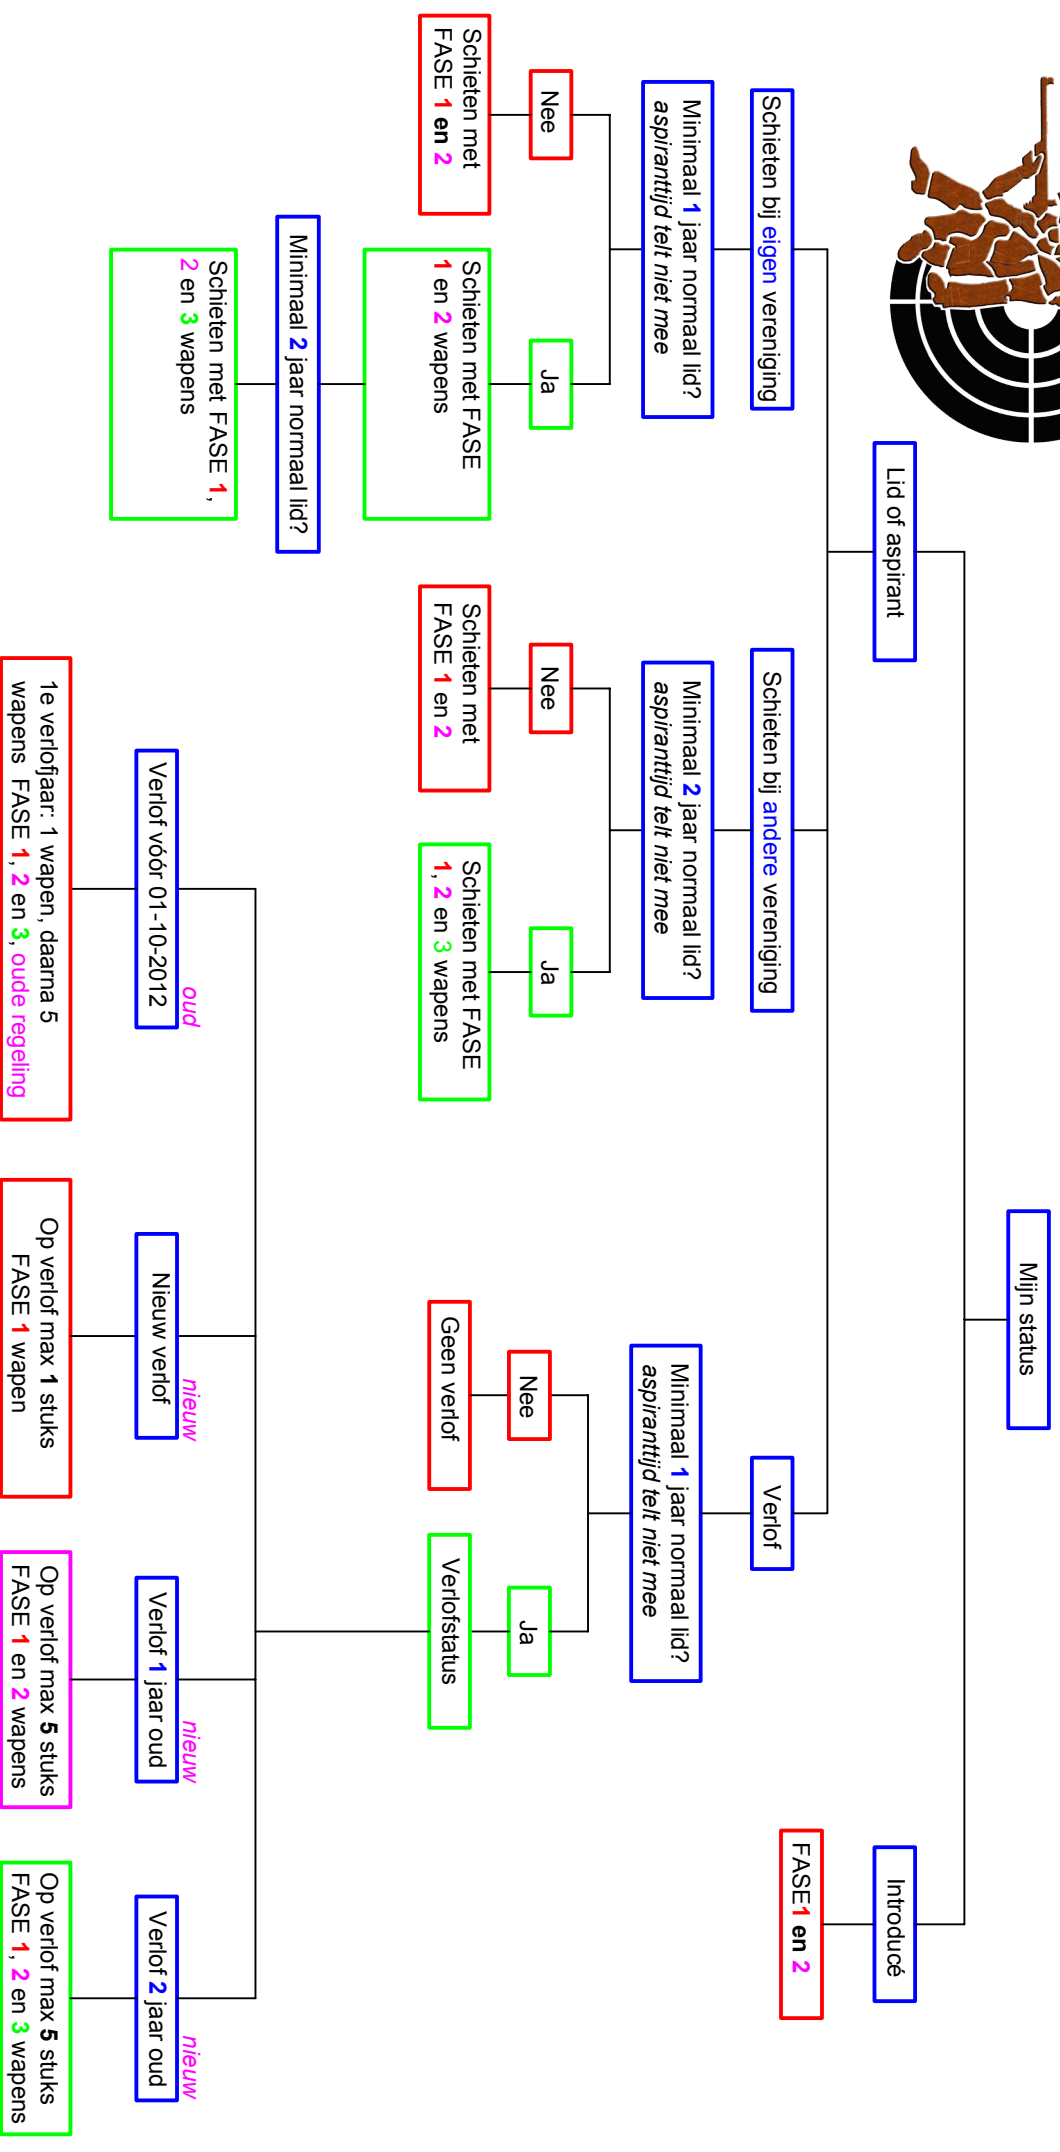 Mijn status
Lid of aspirant
Introducé
Schieten bij eigen vereniging
Schieten bij andere vereniging
Verlof
FASE1 en 2
Minimaal 1 jaar normaal lid?
aspiranttijd telt niet mee
Minimaal 2 jaar normaal lid?
aspiranttijd telt niet mee
Minimaal 1 jaar normaal lid?
aspiranttijd telt niet mee
Nee
Ja
Nee
Ja
Nee
Ja
Schieten met
FASE 1 en 2
Schieten met FASE
1 en 2 wapens
Schieten met
FASE 1 en 2
Schieten met FASE
1, 2 en 3 wapens
Geen verlof
Verlofstatus
Minimaal 2 jaar normaal lid?
Schieten met FASE 1,
2 en 3 wapens
oud
nieuw
nieuw
nieuw
Verlof vóór 01-10-2012
Nieuw verlof
Verlof 1 jaar oud
Verlof 2 jaar oud
1e verlofjaar: 1 wapen, daarna 5
wapens FASE 1, 2 en 3, oude regeling
Op verlof max 1 stuks
FASE 1 wapen
Op verlof max 5 stuks
FASE 1 en 2 wapens
Op verlof max 5 stuks
FASE 1, 2 en 3 wapens